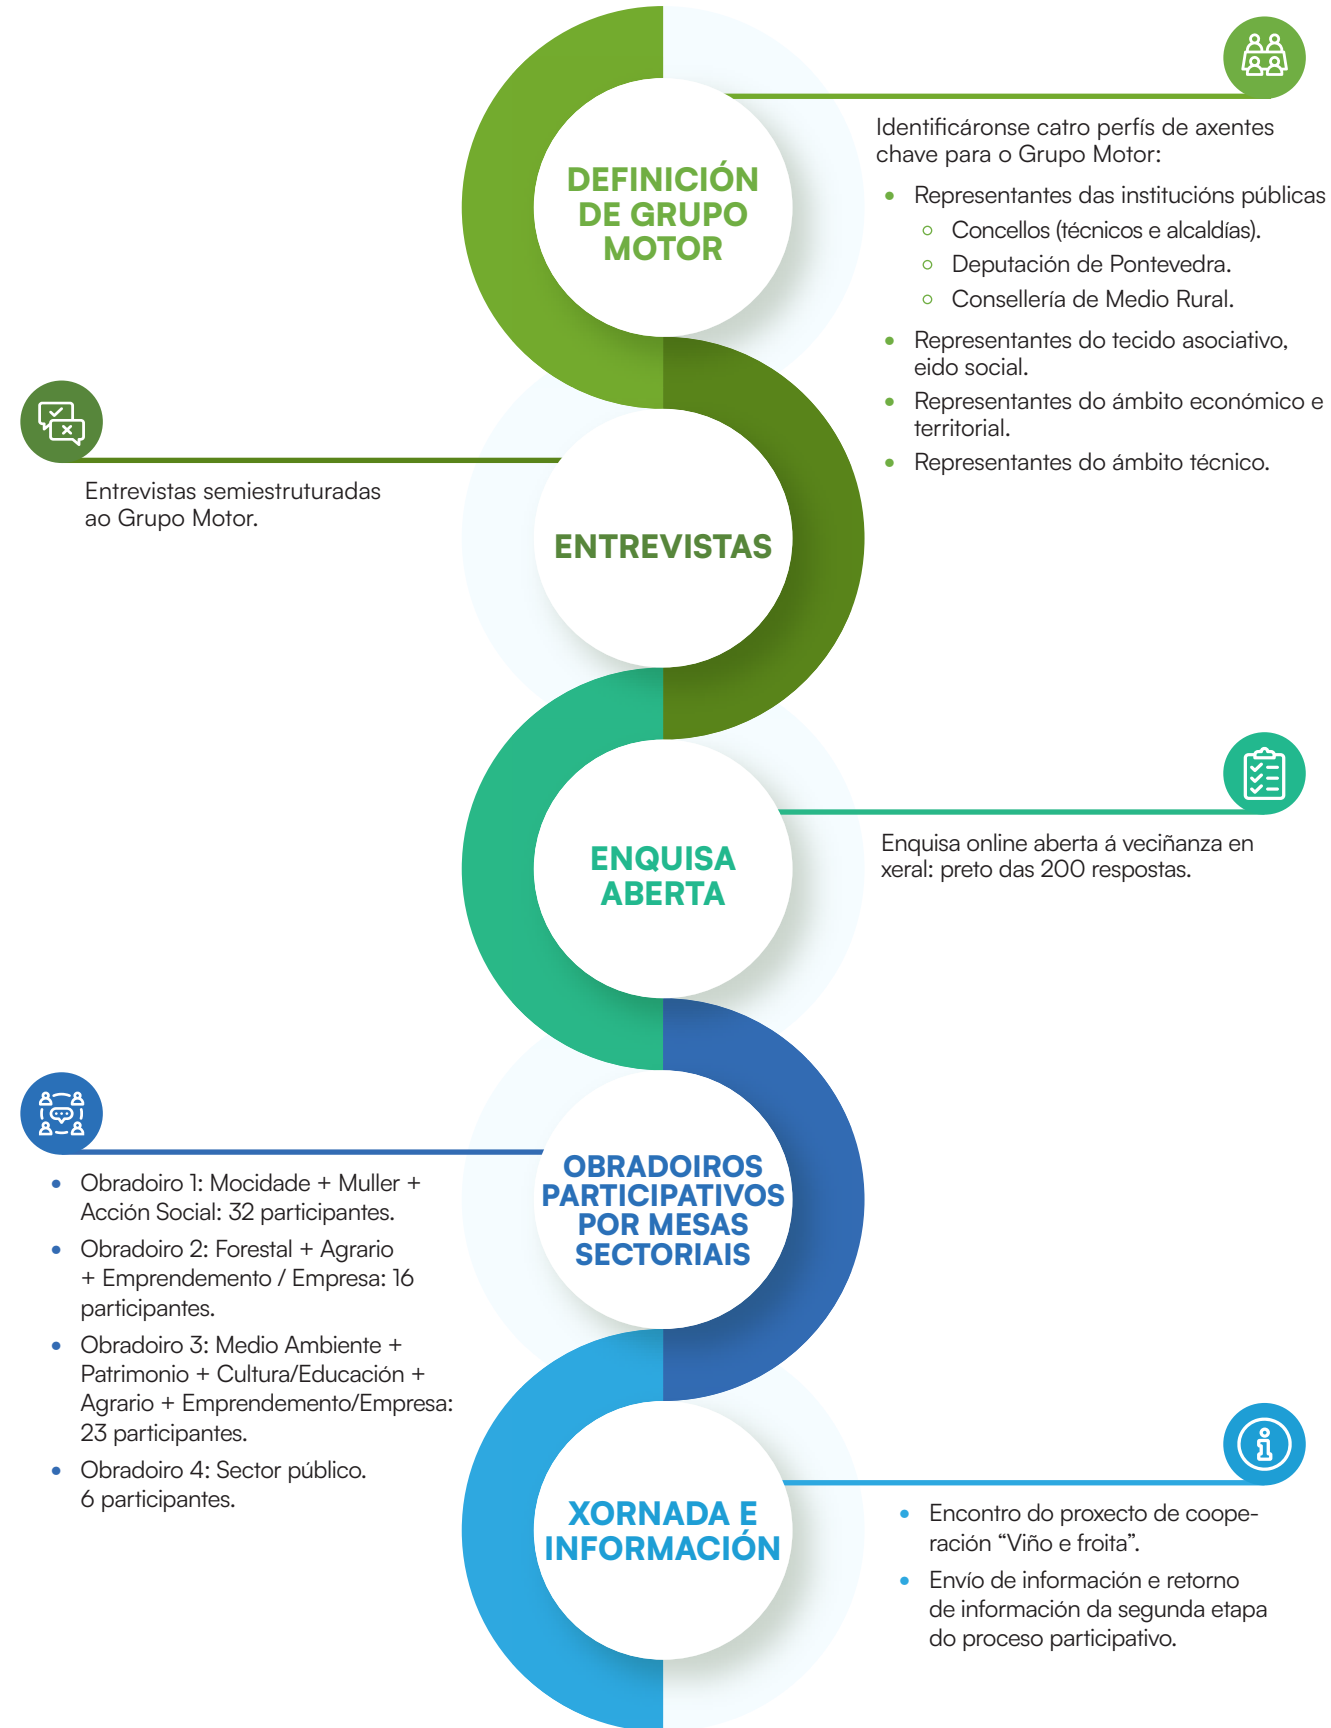 DEFINICIÓN
DE GRUPO
MOTOR
Identificáronse catro perfís de axentes
chave para o Grupo Motor:
• Representantes das institucións públicas
◦ Concellos (técnicos e alcaldías).
◦ Deputación de Pontevedra.
◦ Consellería de Medio Rural.
• Representantes do tecido asociativo,
eido social.
• Representantes do ámbito económico e
territorial.
• Representantes do ámbito técnico.
ENTREVISTAS
Entrevistas semiestruturadas
ao Grupo Motor.
ENQUISA
ABERTA
Enquisa online aberta á veciñanza en
xeral: preto das 200 respostas.
OBRADOIROS
PARTICIPATIVOS
POR MESAS
SECTORIAIS
• Obradoiro 1: Mocidade + Muller +
Acción Social: 32 participantes.
• Obradoiro 2: Forestal + Agrario
+ Emprendemento / Empresa: 16
participantes.
• Obradoiro 3: Medio Ambiente +
Patrimonio + Cultura/Educación +
Agrario + Emprendemento/Empresa:
23 participantes.
• Obradoiro 4: Sector público.
6 participantes.
XORNADA E
INFORMACIÓN
• Encontro do proxecto de coope-
ración “Viño e froita”.
• Envío de información e retorno
de información da segunda etapa
do proceso participativo.